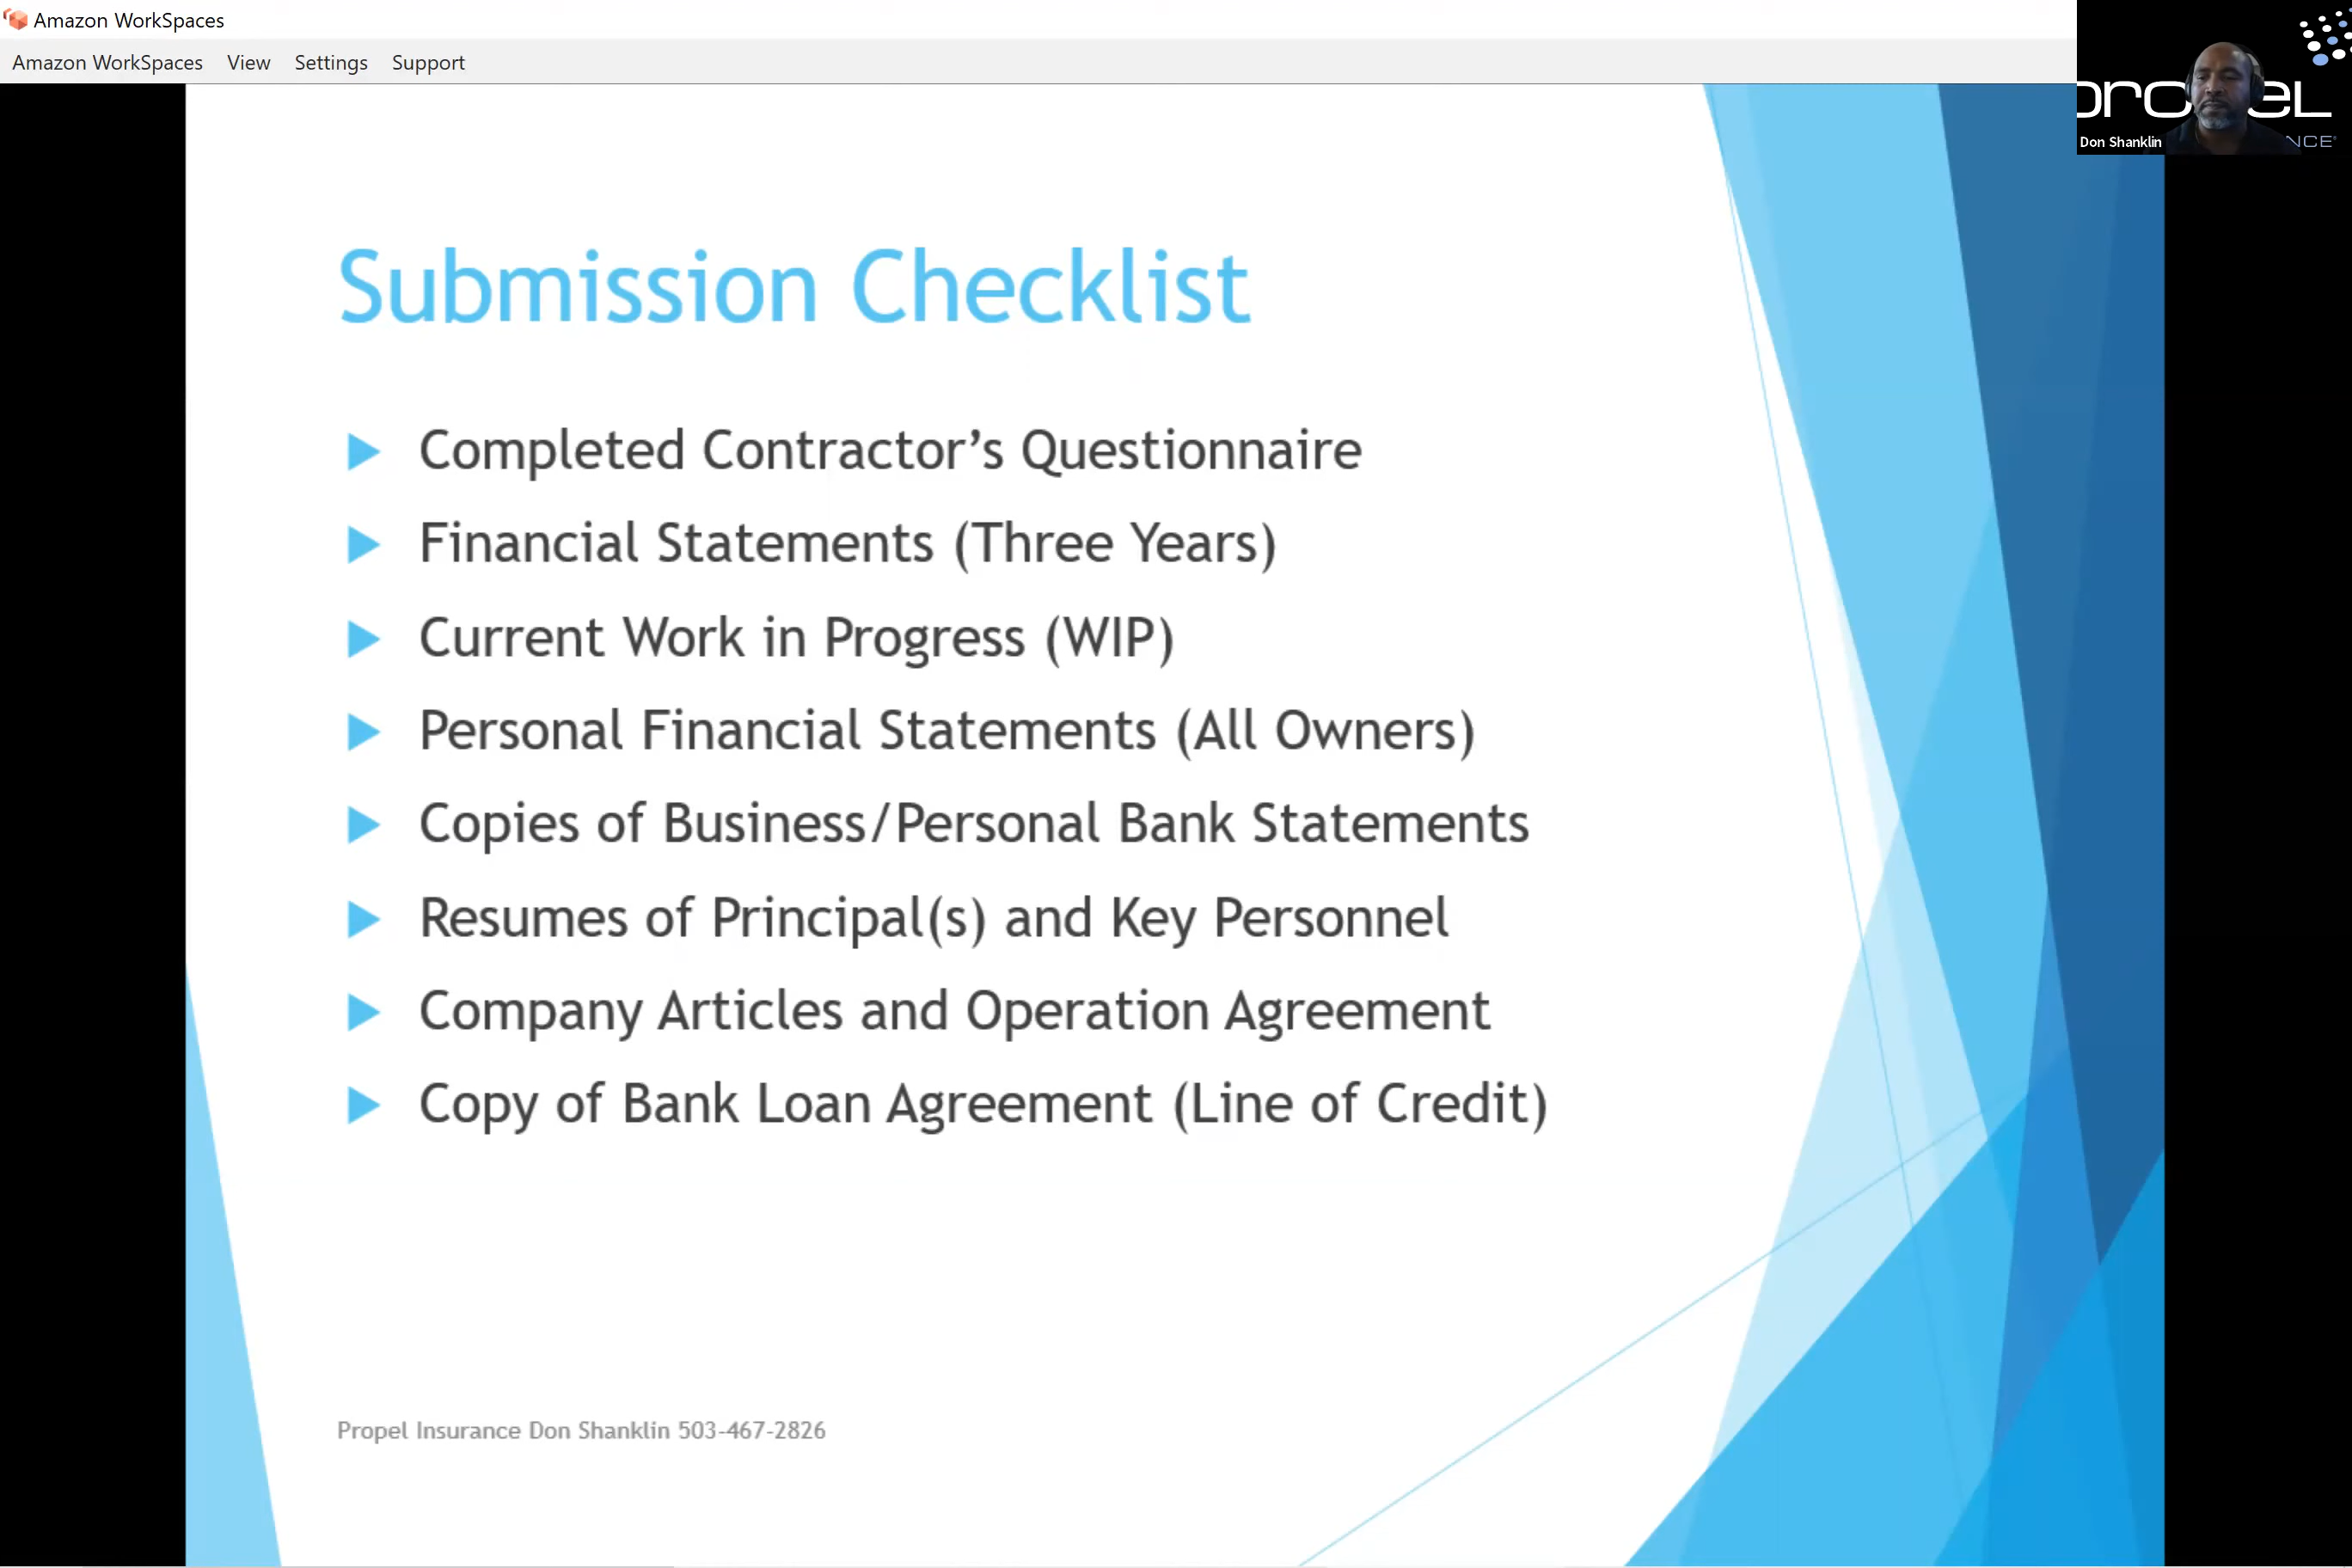 Amazon WorkSpaces
Amazon WorkSpaces View Settings Support
Don Shanklin
Submission Checklist
Completed Contractor’s Questionnaire
Financial Statements (Three Years)
Current Work in Progress (WIP)
Personal Financial Statements (All Owners)
Copies of Business/Personal Bank Statements
Resumes of Principal(s) and Key Personnel
Company Articles and Operation Agreement
Copy of Bank Loan Agreement (Line of Credit)
Propel Insurance Don Shanklin 503-467-2826